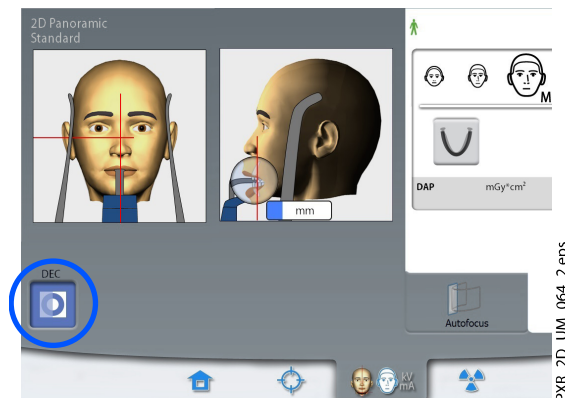 2D Panoramic
Standard
M
DAP mGy*cm²
mm
DEC
Autofocus
kV
mA
PXR_2D_UM_064_2.eps